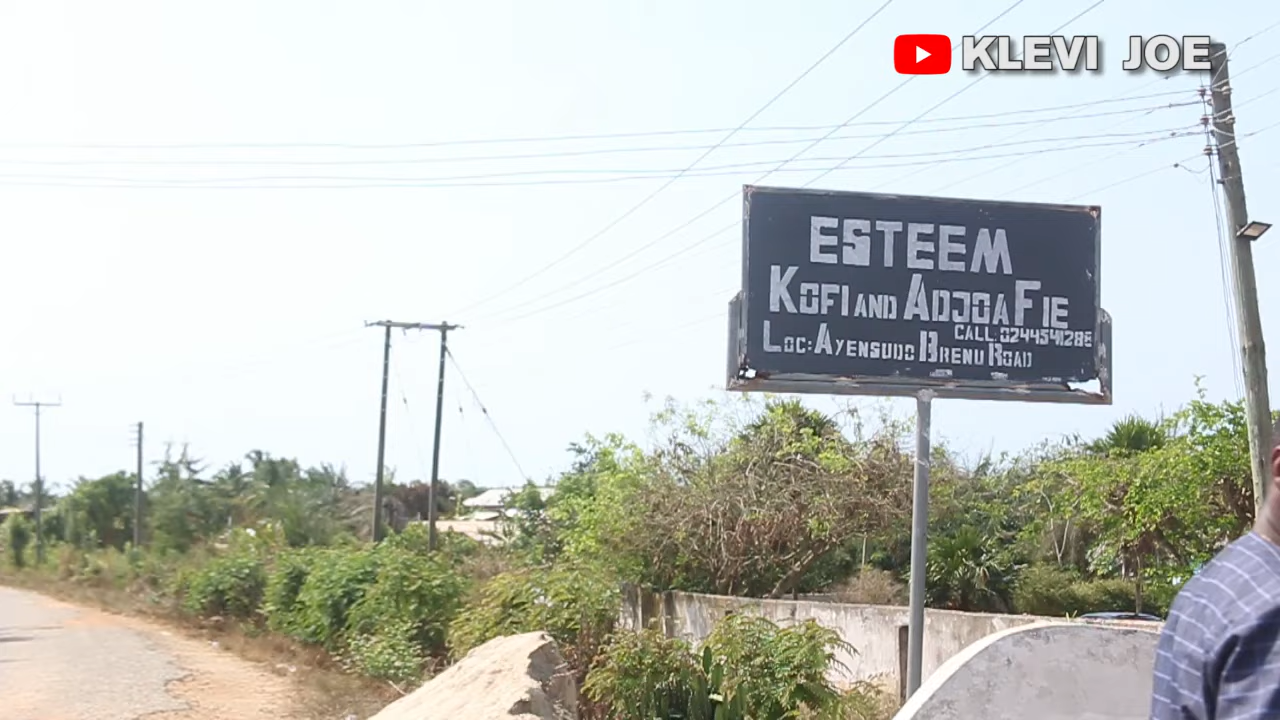 KLEVI JOE
ESTEEM
KOFI AND ADJOA FIE
CALL. 0244541286
LOC: AYENSUDO BRENU ROAD